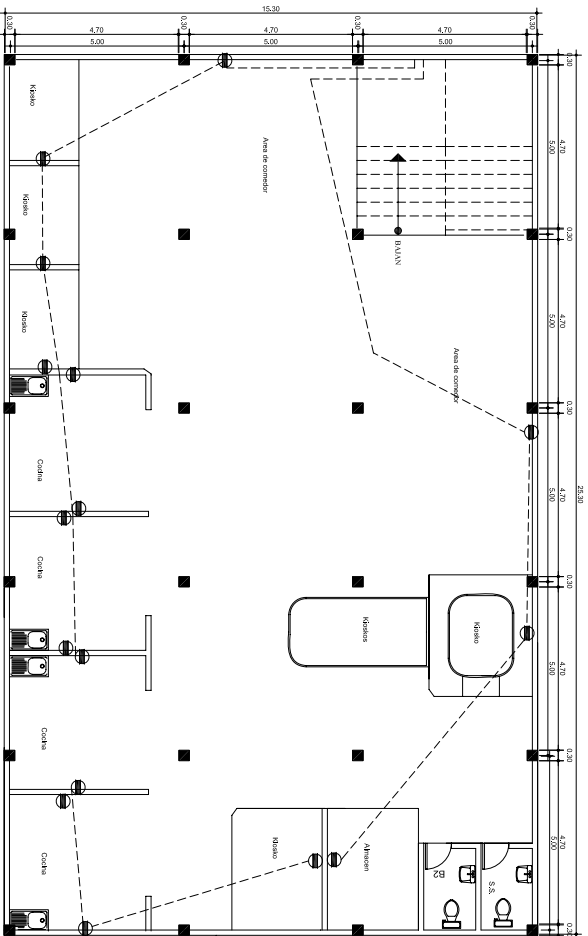 15.30
0.30
4.70
0.30
4.70
0.30
4.70
0.30
5.00
5.00
5.00
0.30
4.70
5.00
0.30
4.70
5.00
0.30
4.70
5.00
25.30
0.30
4.70
5.00
0.30
4.70
5.00
0.30
Kiosko
Kiosko
Kiosko
Area de comedor
Area de comedor
BAJAN
Cocina
Cocina
Cocina
Cocina
Kioskos
Kiosko
Kiosko
Almacen
B2
S.S.